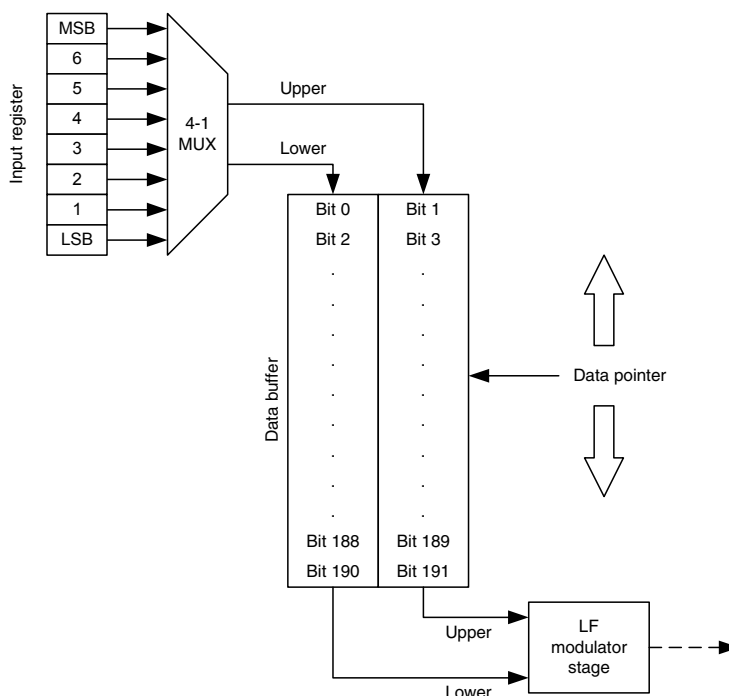 MSB
6
5
4
3
2
1
LSB
Input register
4-1
MUX
Upper
Lower
Bit 0 Bit 1
Bit 2 Bit 3
Data buffer
Data pointer
Bit 188 Bit 189
Bit 190 Bit 191
Upper
Lower
LF
modulator
stage